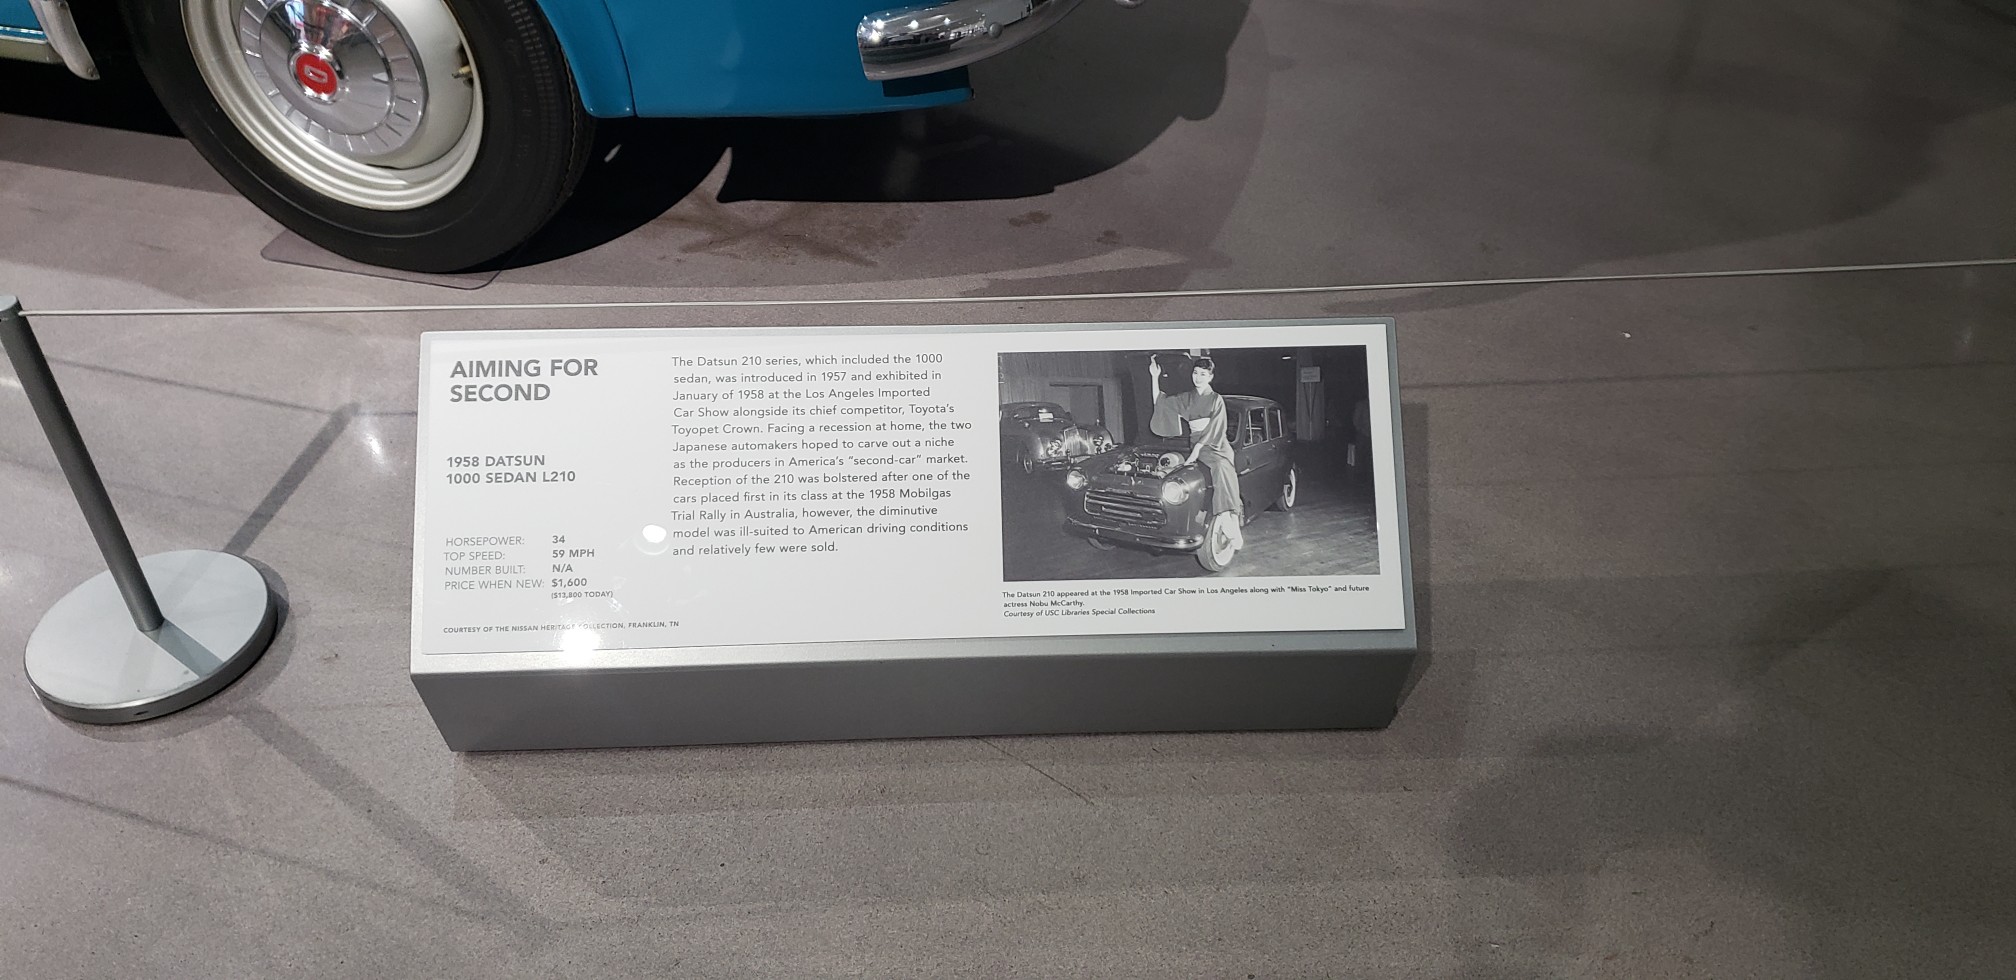 AIMING FOR
SECOND
1958 DATSUN
1000 SEDAN L210
HORSEPOWER: 34
TOP SPEED: 59 MPH
NUMBER BUILT: N/A
PRICE WHEN NEW: $1,600
($13,800 TODAY)
COURTESY OF THE NISSAN HERITAGE COLLECTION, FRANKLIN, TN
The Datsun 210 series, which included the 1000
sedan, was introduced in 1957 and exhibited in
January of 1958 at the Los Angeles Imported
Car Show alongside its chief competitor, Toyota's
Toyopet Crown. Facing a recession at home, the two
Japanese automakers hoped to carve out a niche
as the producers in America's "second-car" market.
Reception of the 210 was bolstered after one of the
cars placed first in its class at the 1958 Mobilgas
Trial Rally in Australia, however, the diminutive
model was ill-suited to American driving conditions
and relatively few were sold.
The Datsun 210 appeared at the 1958 Imported Car Show in Los Angeles along with "Miss Tokyo" and future
actress Nobu McCarthy.
Courtesy of USC Libraries Special Collections